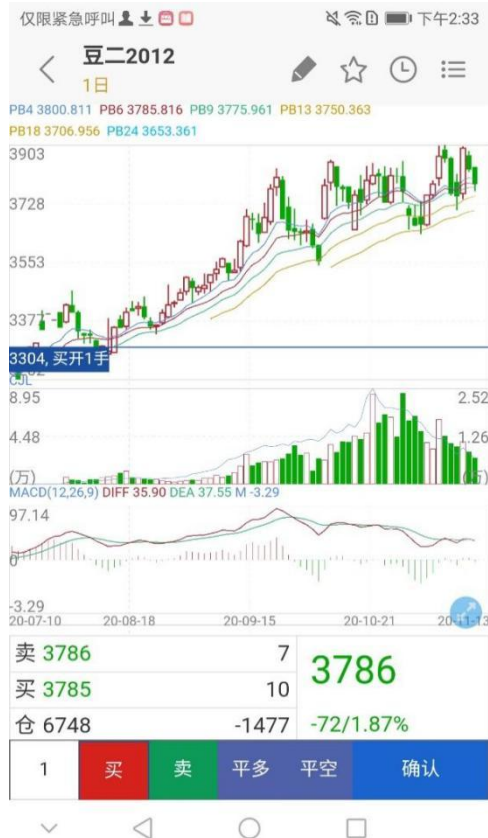 仅限紧急呼叫 下午2:33
豆二2012
1日
PB4 3800.811 PB6 3785.816 PB9 3775.961 PB13 3750.363
PB18 3706.956 PB24 3653.361
3903
3728
3553
3377
3304, 买开1手
CJL
8.95 2.52
4.48 1.26
(万) (万)
MACD(12,26,9) DIFF 35.90 DEA 37.55 M -3.29
97.14
0
-3.29
20-07-10 20-08-18 20-09-15 20-10-21 20-11-13
卖 3786 7
3786
买 3785 10
仓 6748 -1477 -72/1.87%
1 买 卖 平多 平空 确认